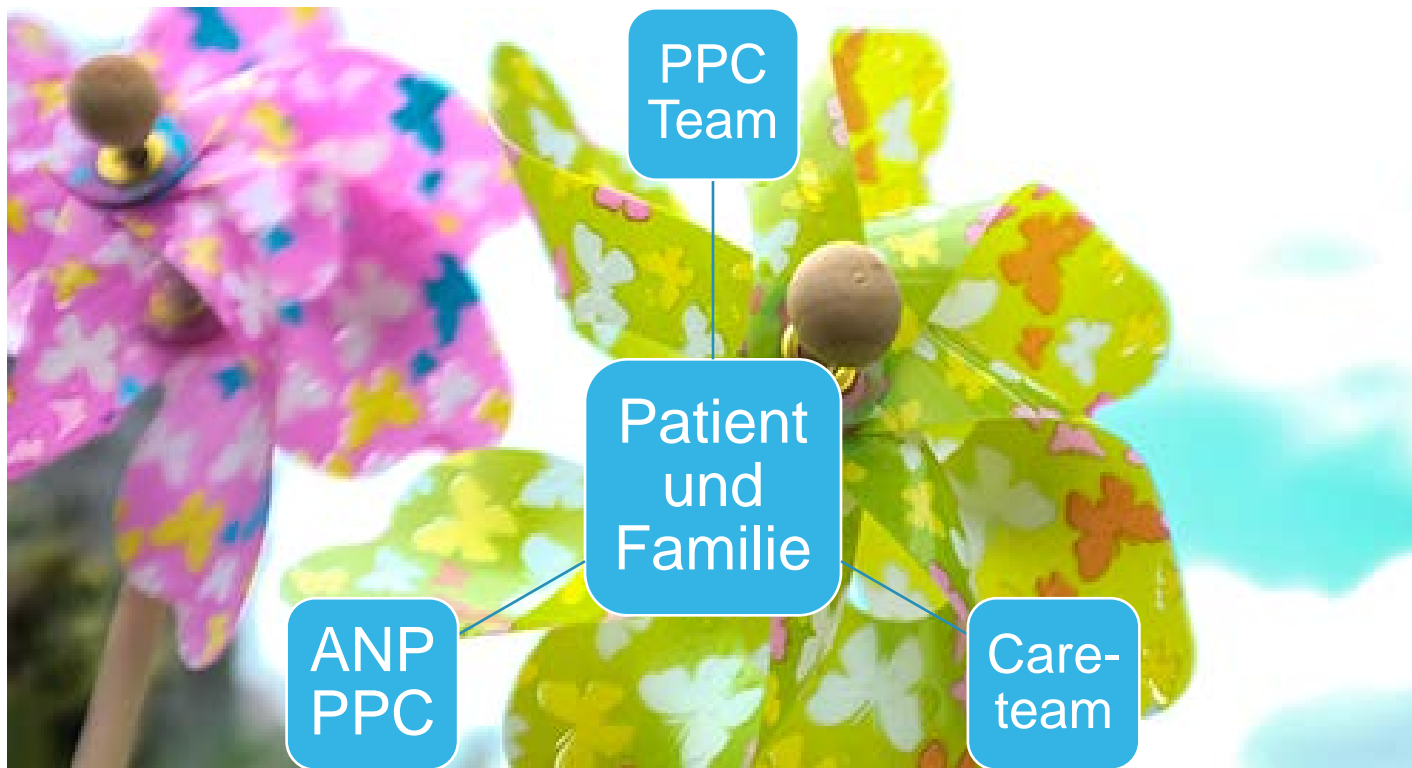 PPC
Team
Patient
und
Familie
ANP
PPC
Care-
team